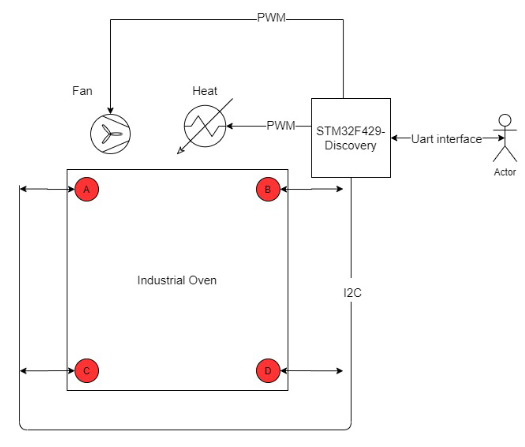 PWM
Fan
Heat
PWM
STM32F429-
Discovery
Uart interface
Actor
A
B
Industrial Oven
I2C
C
D